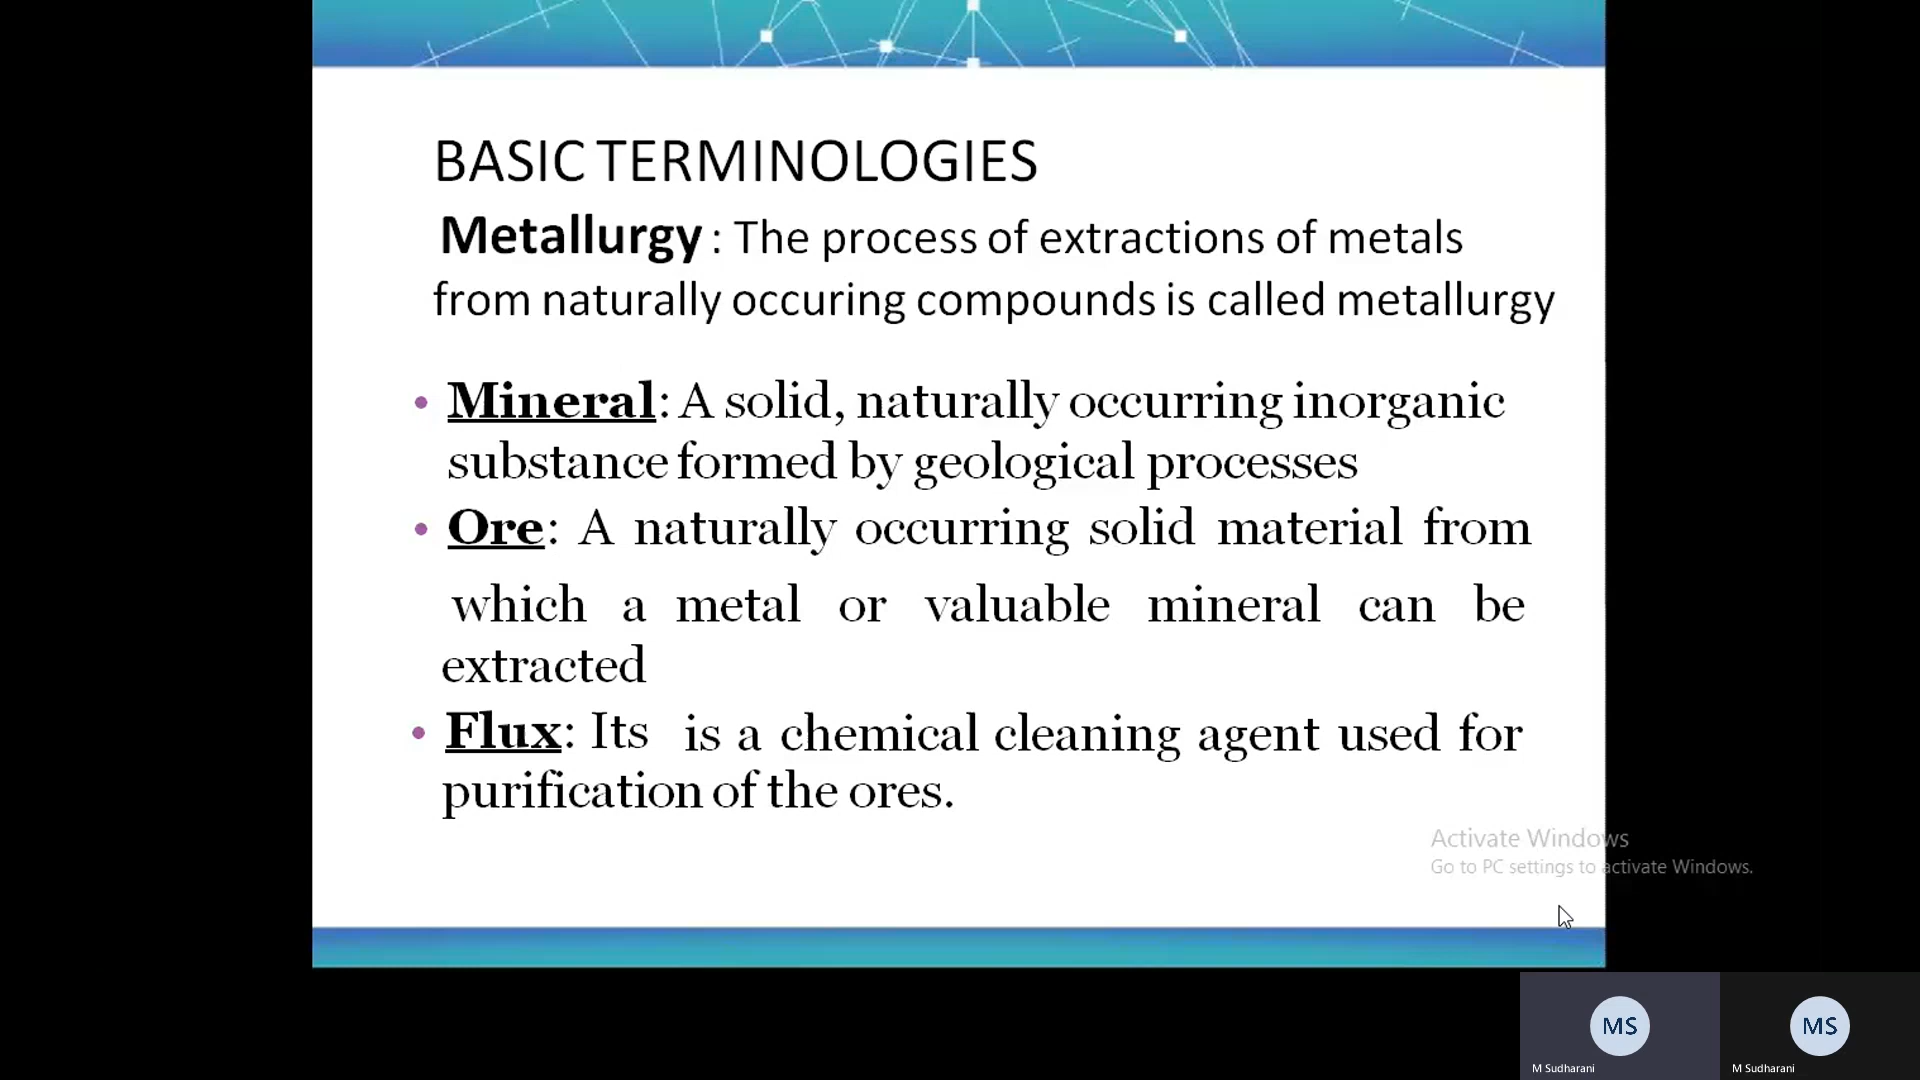 BASIC TERMINOLOGIES
Metallurgy : The process of extractions of metals
from naturally occuring compounds is called metallurgy
• Mineral: A solid, naturally occurring inorganic
substance formed by geological processes
• Ore: A naturally occurring solid material from
which a metal or valuable mineral can be
extracted
• Flux: Its is a chemical cleaning agent used for
purification of the ores.
Activate Windows
Go to PC settings to activate Windows.
MS
M Sudharani
MS
M Sudharani